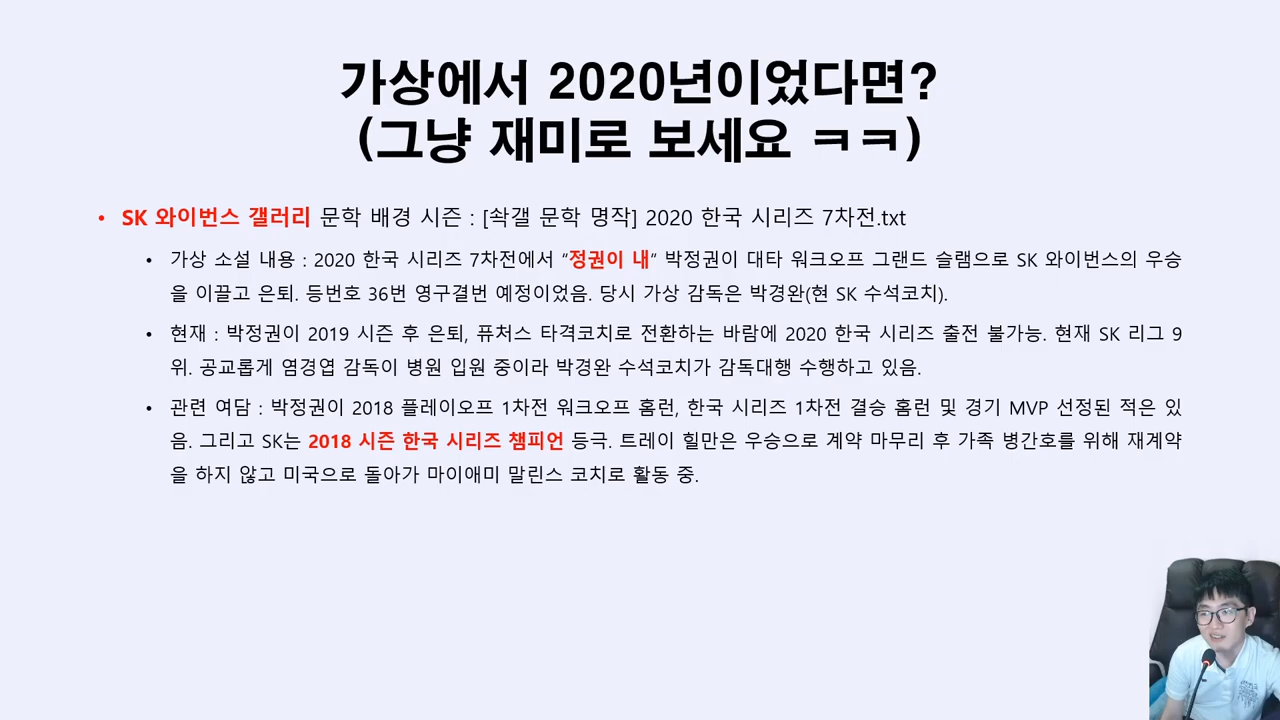 가상에서 2020년이었다면?
(그냥 재미로 보세요 ㅋㅋ)
• SK 와이번스 갤러리 문학 배경 시즌 : [솩갤 문학 명작] 2020 한국 시리즈 7차전.txt
• 가상 소설 내용 : 2020 한국 시리즈 7차전에서 “정권이 내“ 박정권이 대타 워크오프 그랜드 슬램으로 SK 와이번스의 우승
을 이끌고 은퇴. 등번호 36번 영구결번 예정이었음. 당시 가상 감독은 박경완(현 SK 수석코치).
• 현재 : 박정권이 2019 시즌 후 은퇴, 퓨처스 타격코치로 전환하는 바람에 2020 한국 시리즈 출전 불가능. 현재 SK 리그 9
위. 공교롭게 염경엽 감독이 병원 입원 중이라 박경완 수석코치가 감독대행 수행하고 있음.
• 관련 여담 : 박정권이 2018 플레이오프 1차전 워크오프 홈런, 한국 시리즈 1차전 결승 홈런 및 경기 MVP 선정된 적은 있
음. 그리고 SK는 2018 시즌 한국 시리즈 챔피언 등극. 트레이 힐만은 우승으로 계약 마무리 후 가족 병간호를 위해 재계약
을 하지 않고 미국으로 돌아가 마이애미 말린스 코치로 활동 중.